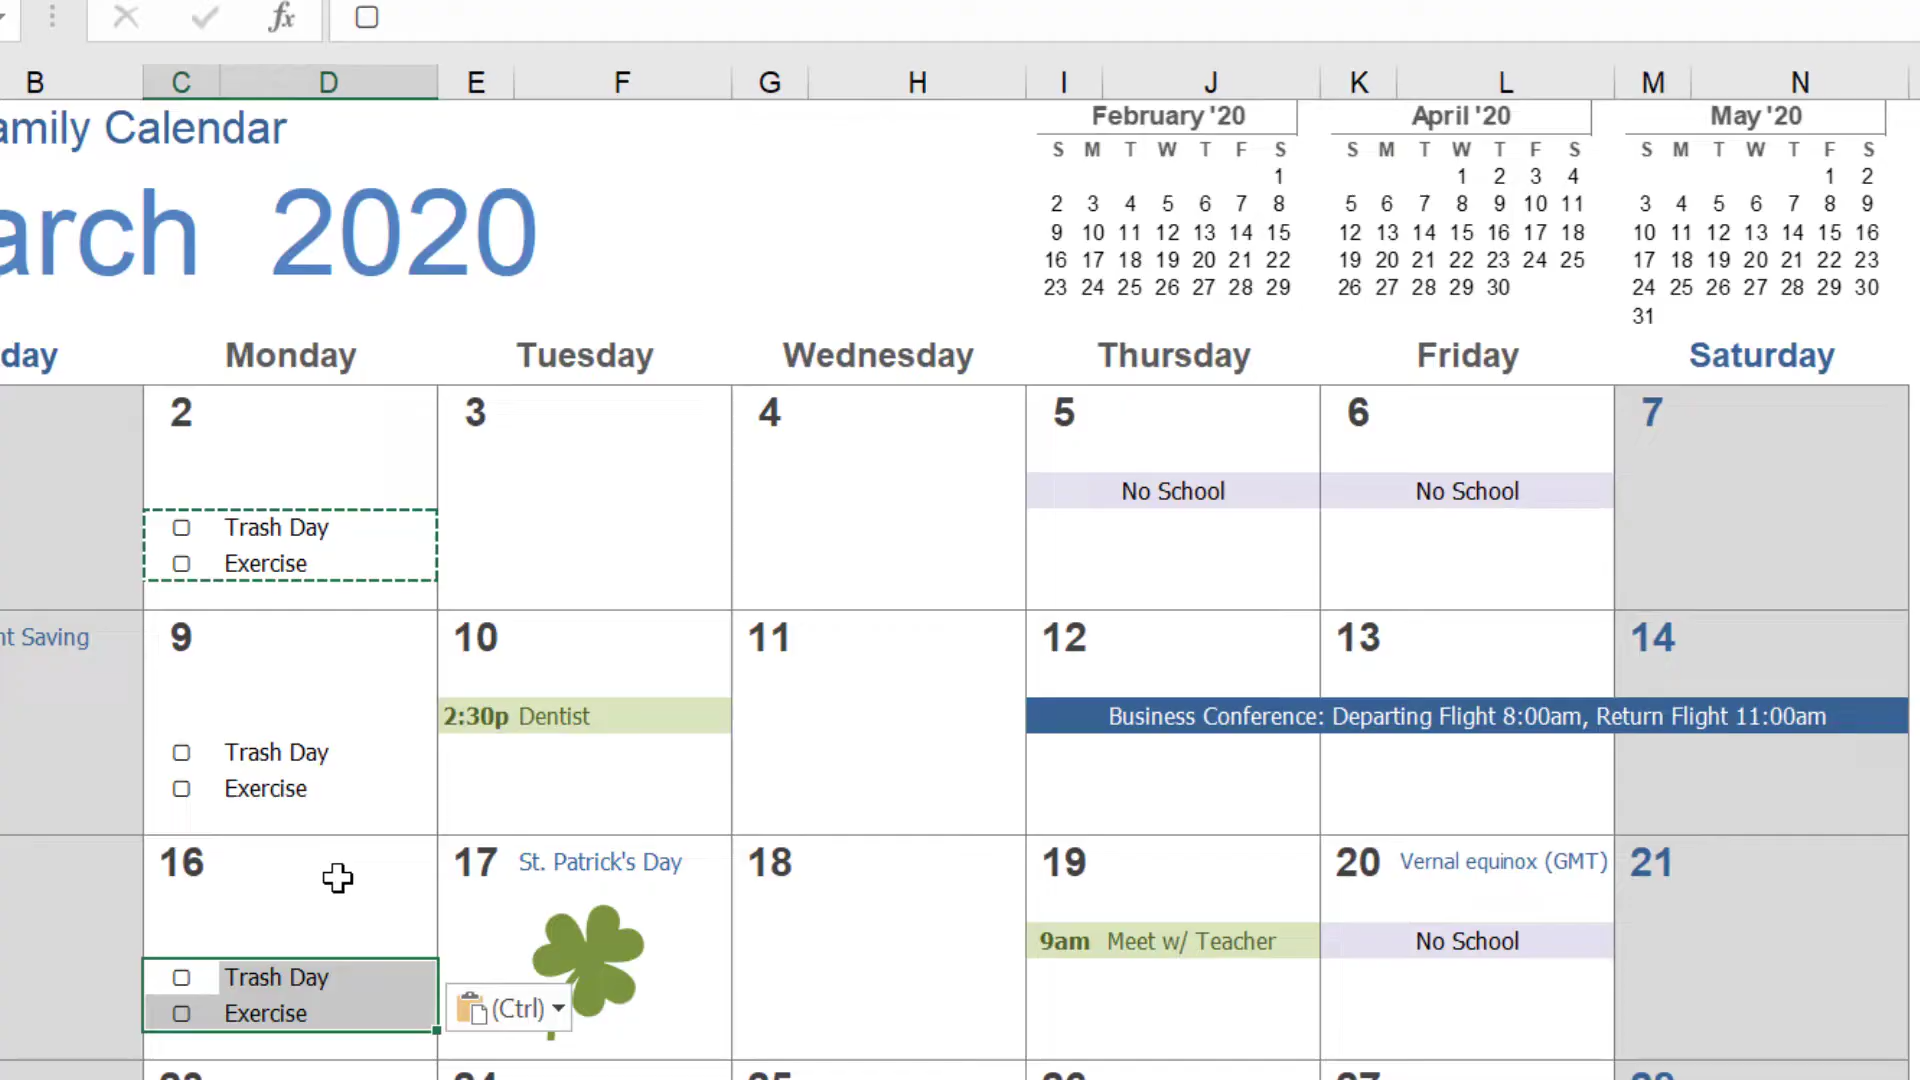 fx ▢
B C D E F G H I J K L M N
amily Calendar
arch 2020
February '20
S M T W T F S
1
2 3 4 5 6 7 8
9 10 11 12 13 14 15
16 17 18 19 20 21 22
23 24 25 26 27 28 29
April '20
S M T W T F S
1 2 3 4
5 6 7 8 9 10 11
12 13 14 15 16 17 18
19 20 21 22 23 24 25
26 27 28 29 30
May '20
S M T W T F S
1 2
3 4 5 6 7 8 9
10 11 12 13 14 15 16
17 18 19 20 21 22 23
24 25 26 27 28 29 30
31
day Monday Tuesday Wednesday Thursday Friday Saturday
2 3 4 5 6 7
No School No School
▢ Trash Day
▢ Exercise
nt Saving 9 10 11 12 13 14
2:30p Dentist Business Conference: Departing Flight 8:00am, Return Flight 11:00am
▢ Trash Day
▢ Exercise
16 17 St. Patrick's Day 18 19 20 Vernal equinox (GMT) 21
9am Meet w/ Teacher No School
▢ Trash Day
▢ Exercise
(Ctrl)
23 24 25 26 27 28